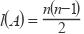 l(A) = n(n−1)/2